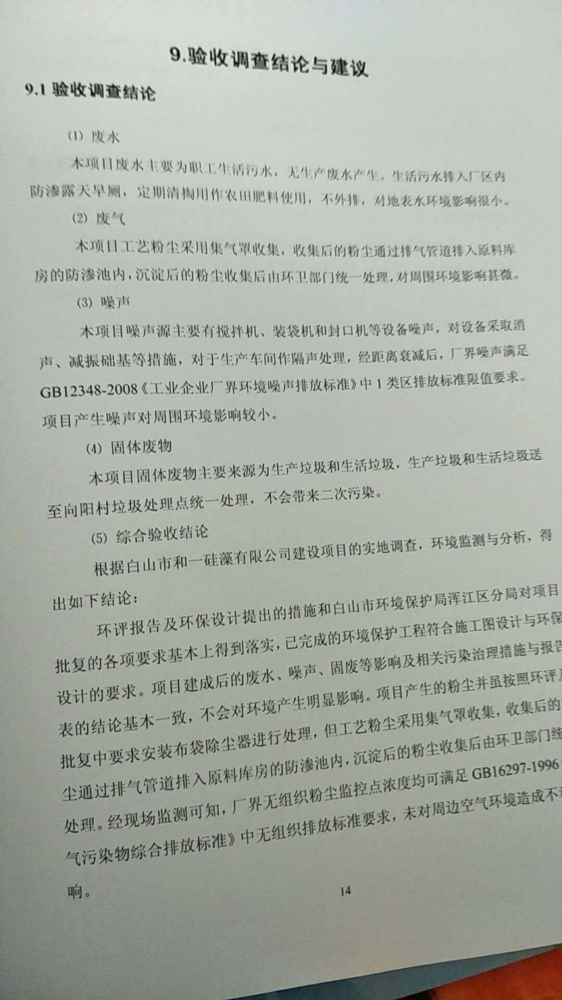 9.验收调查结论与建议
9.1 验收调查结论
(1) 废水
本项目废水主要为职工生活污水，无生产废水产生。生活污水排入厂区内
防渗露天旱厕，定期清掏用作农田肥料使用，不外排，对地表水环境影响很小。
(2) 废气
本项目工艺粉尘采用集气罩收集，收集后的粉尘通过排气管道排入原料库
房的防渗池内，沉淀后的粉尘收集后由环卫部门统一处理，对周围环境影响甚微。
(3) 噪声
本项目噪声源主要有搅拌机、装袋机和封口机等设备噪声，对设备采取消
声、减振础基等措施，对于生产车间作隔声处理，经距离衰减后，厂界噪声满足
GB12348-2008《工业企业厂界环境噪声排放标准》中 1 类区排放标准限值要求。
项目产生噪声对周围环境影响较小。
(4) 固体废物
本项目固体废物主要来源为生产垃圾和生活垃圾，生产垃圾和生活垃圾送
至向阳村垃圾处理点统一处理，不会带来二次污染。
(5) 综合验收结论
根据白山市和一硅藻有限公司建设项目的实地调查，环境监测与分析，得
出如下结论：
环评报告及环保设计提出的措施和白山市环境保护局浑江区分局对项目
批复的各项要求基本上得到落实，已完成的环境保护工程符合施工图设计与环保
设计的要求。项目建成后的废水、噪声、固废等影响及相关污染治理措施与报告
表的结论基本一致，不会对环境产生明显影响。项目产生的粉尘并虽按照环评及
批复中要求安装布袋除尘器进行处理，但工艺粉尘采用集气罩收集，收集后的
尘通过排气管道排入原料库房的防渗池内，沉淀后的粉尘收集后由环卫部门统
处理。经现场监测可知，厂界无组织粉尘监控点浓度均可满足 GB16297-1996
气污染物综合排放标准》中无组织排放标准要求，未对周边空气环境造成不
响。
14